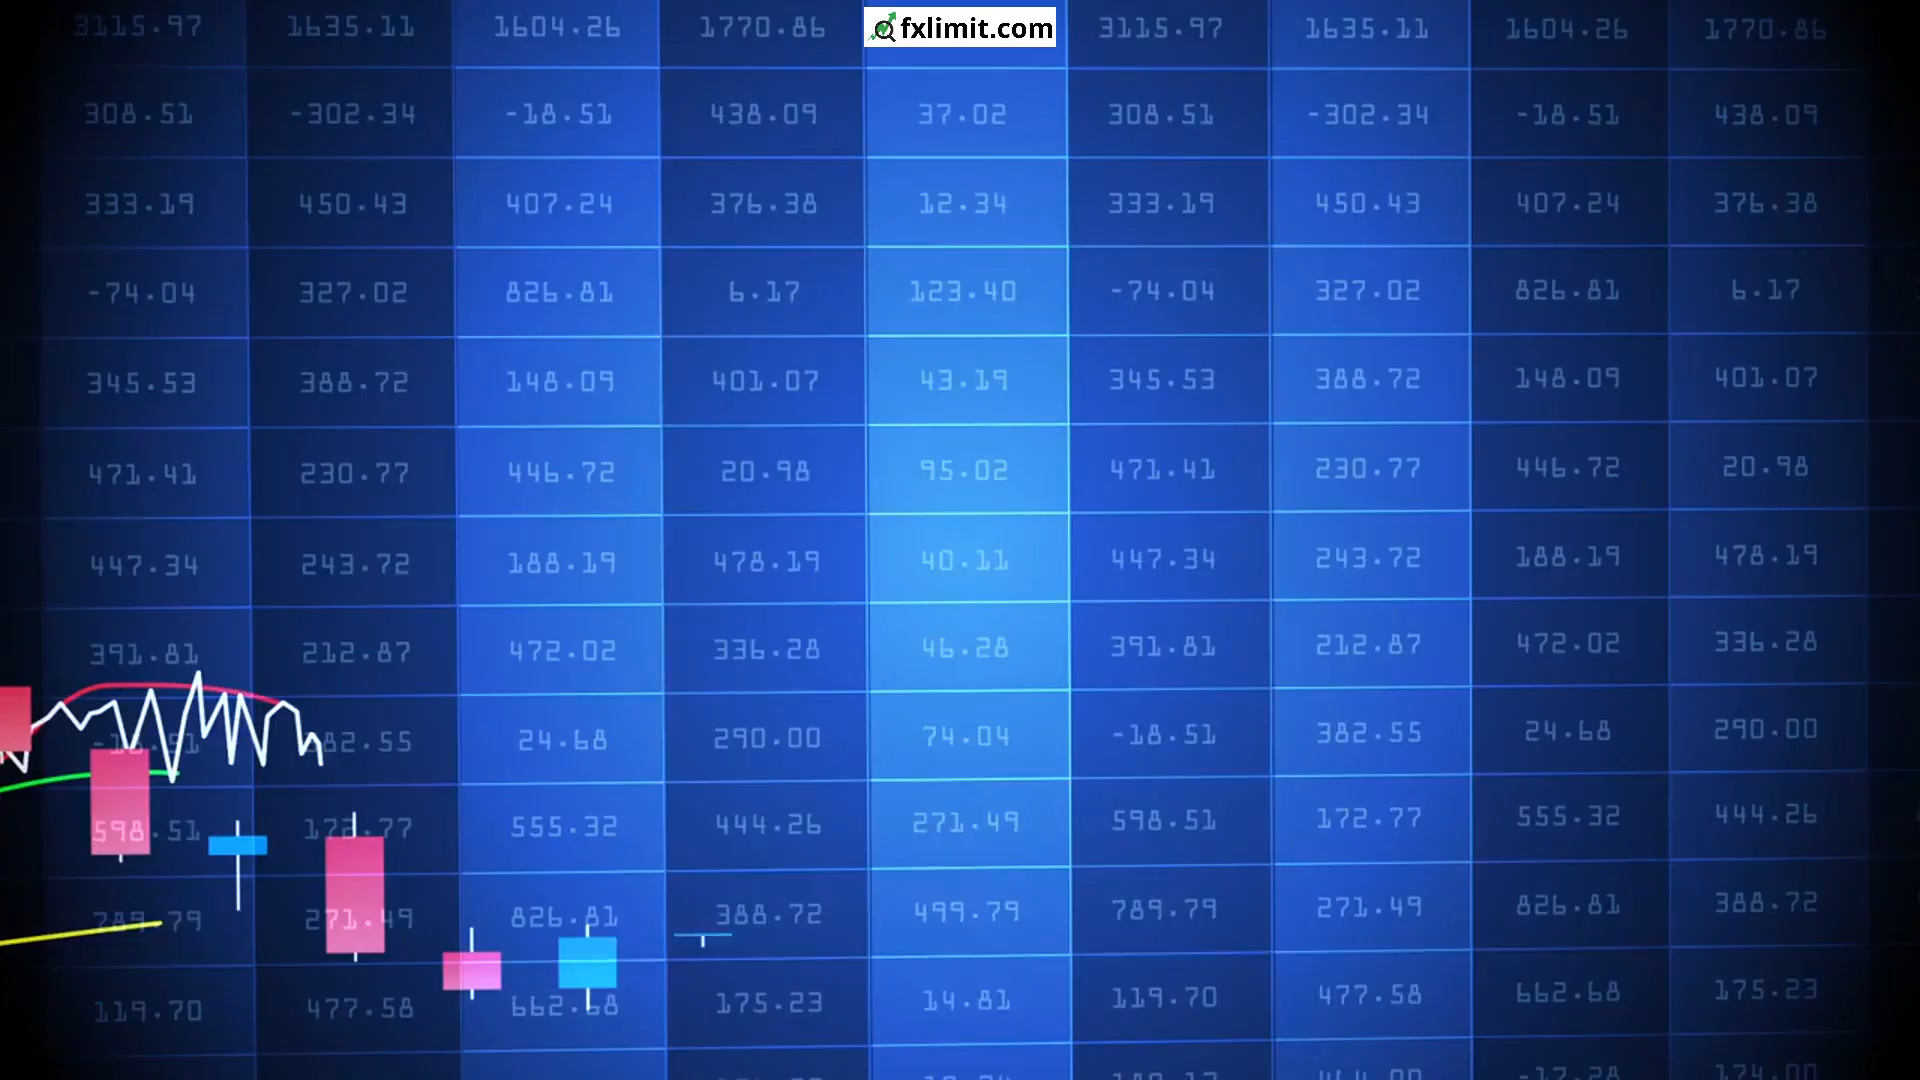 fxlimit.com
3115.97 1635.11 1604.26 1770.86 3115.97 1635.11 1604.26 1770.86
308.51 -302.34 -18.51 438.09 37.02 308.51 -302.34 -18.51 438.09
333.19 450.43 407.24 376.38 12.34 333.19 450.43 407.24 376.38
-74.04 327.02 826.81 6.17 123.40 -74.04 327.02 826.81 6.17
345.53 388.72 148.09 401.07 43.19 345.53 388.72 148.09 401.07
471.41 230.77 446.72 20.98 95.02 471.41 230.77 446.72 20.98
447.34 243.72 188.19 478.19 40.11 447.34 243.72 188.19 478.19
391.81 212.87 472.02 336.28 46.28 391.81 212.87 472.02 336.28
24.68 290.00 74.04 -18.51 382.55 24.68 290.00
598.51 172.77 555.32 444.26 271.49 598.51 172.77 555.32 444.26
789.79 271.49 826.81 388.72 499.79 789.79 271.49 826.81 388.72
119.70 477.58 662.68 175.23 14.81 119.70 477.58 662.68 175.23